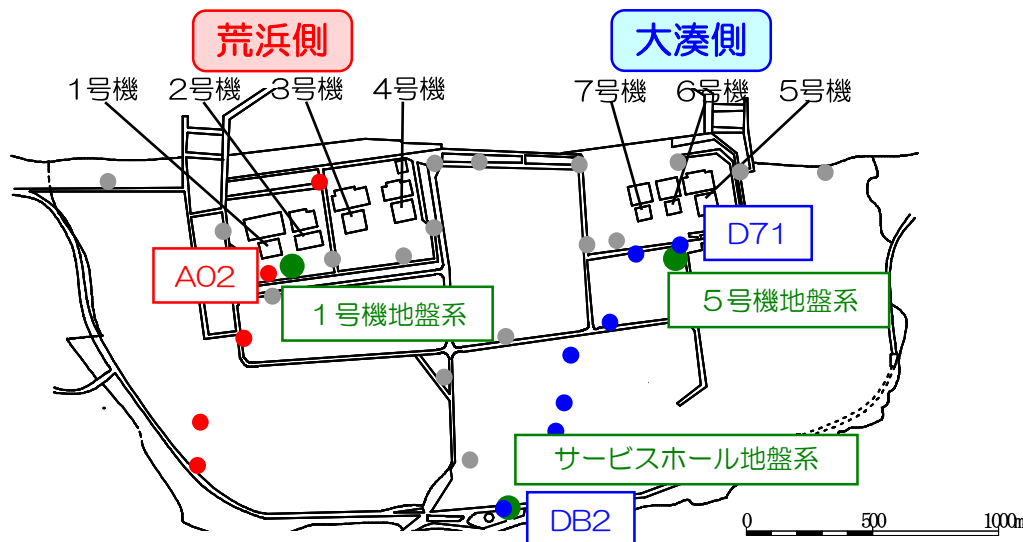 荒浜側
大湊側
1号機
2号機
3号機
4号機
7号機
6号機
5号機
A02
D71
1号機地盤系
5号機地盤系
サービスホール地盤系
DB2
0 500 1000m